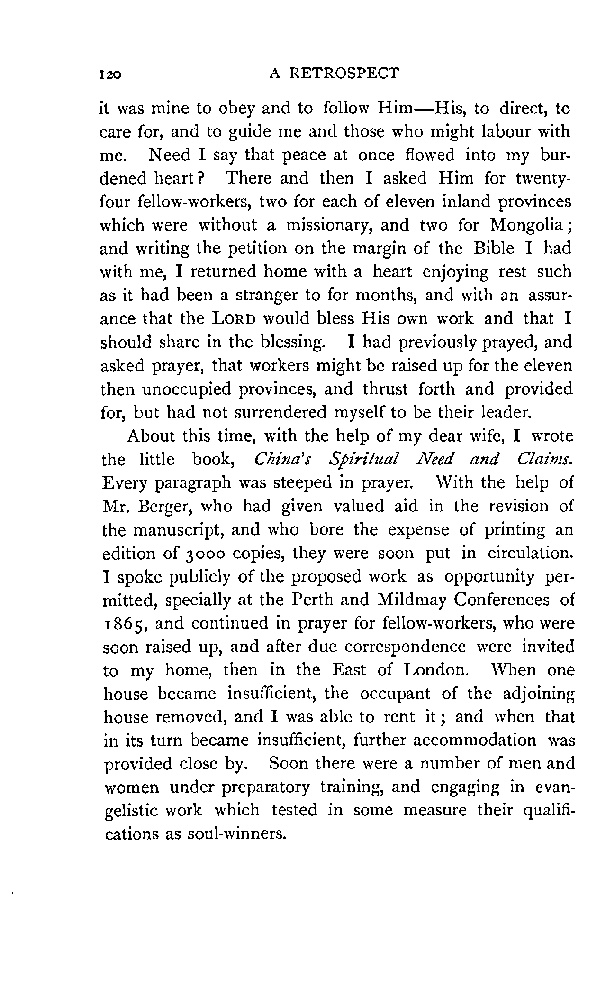 120 A RETROSPECT
it was mine to obey and to follow Him—His, to direct, to
care for, and to guide me and those who might labour with
me. Need I say that peace at once flowed into my bur-
dened heart? There and then I asked Him for twenty-
four fellow-workers, two for each of eleven inland provinces
which were without a missionary, and two for Mongolia;
and writing the petition on the margin of the Bible I had
with me, I returned home with a heart enjoying rest such
as it had been a stranger to for months, and with an assur-
ance that the LORD would bless His own work and that I
should share in the blessing. I had previously prayed, and
asked prayer, that workers might be raised up for the eleven
then unoccupied provinces, and thrust forth and provided
for, but had not surrendered myself to be their leader.
About this time, with the help of my dear wife, I wrote
the little book, China's Spiritual Need and Claims.
Every paragraph was steeped in prayer. With the help of
Mr. Berger, who had given valued aid in the revision of
the manuscript, and who bore the expense of printing an
edition of 3000 copies, they were soon put in circulation.
I spoke publicly of the proposed work as opportunity per-
mitted, specially at the Perth and Mildmay Conferences of
1865, and continued in prayer for fellow-workers, who were
soon raised up, and after due correspondence were invited
to my home, then in the East of London. When one
house became insufficient, the occupant of the adjoining
house removed, and I was able to rent it; and when that
in its turn became insufficient, further accommodation was
provided close by. Soon there were a number of men and
women under preparatory training, and engaging in evan-
gelistic work which tested in some measure their qualifi-
cations as soul-winners.